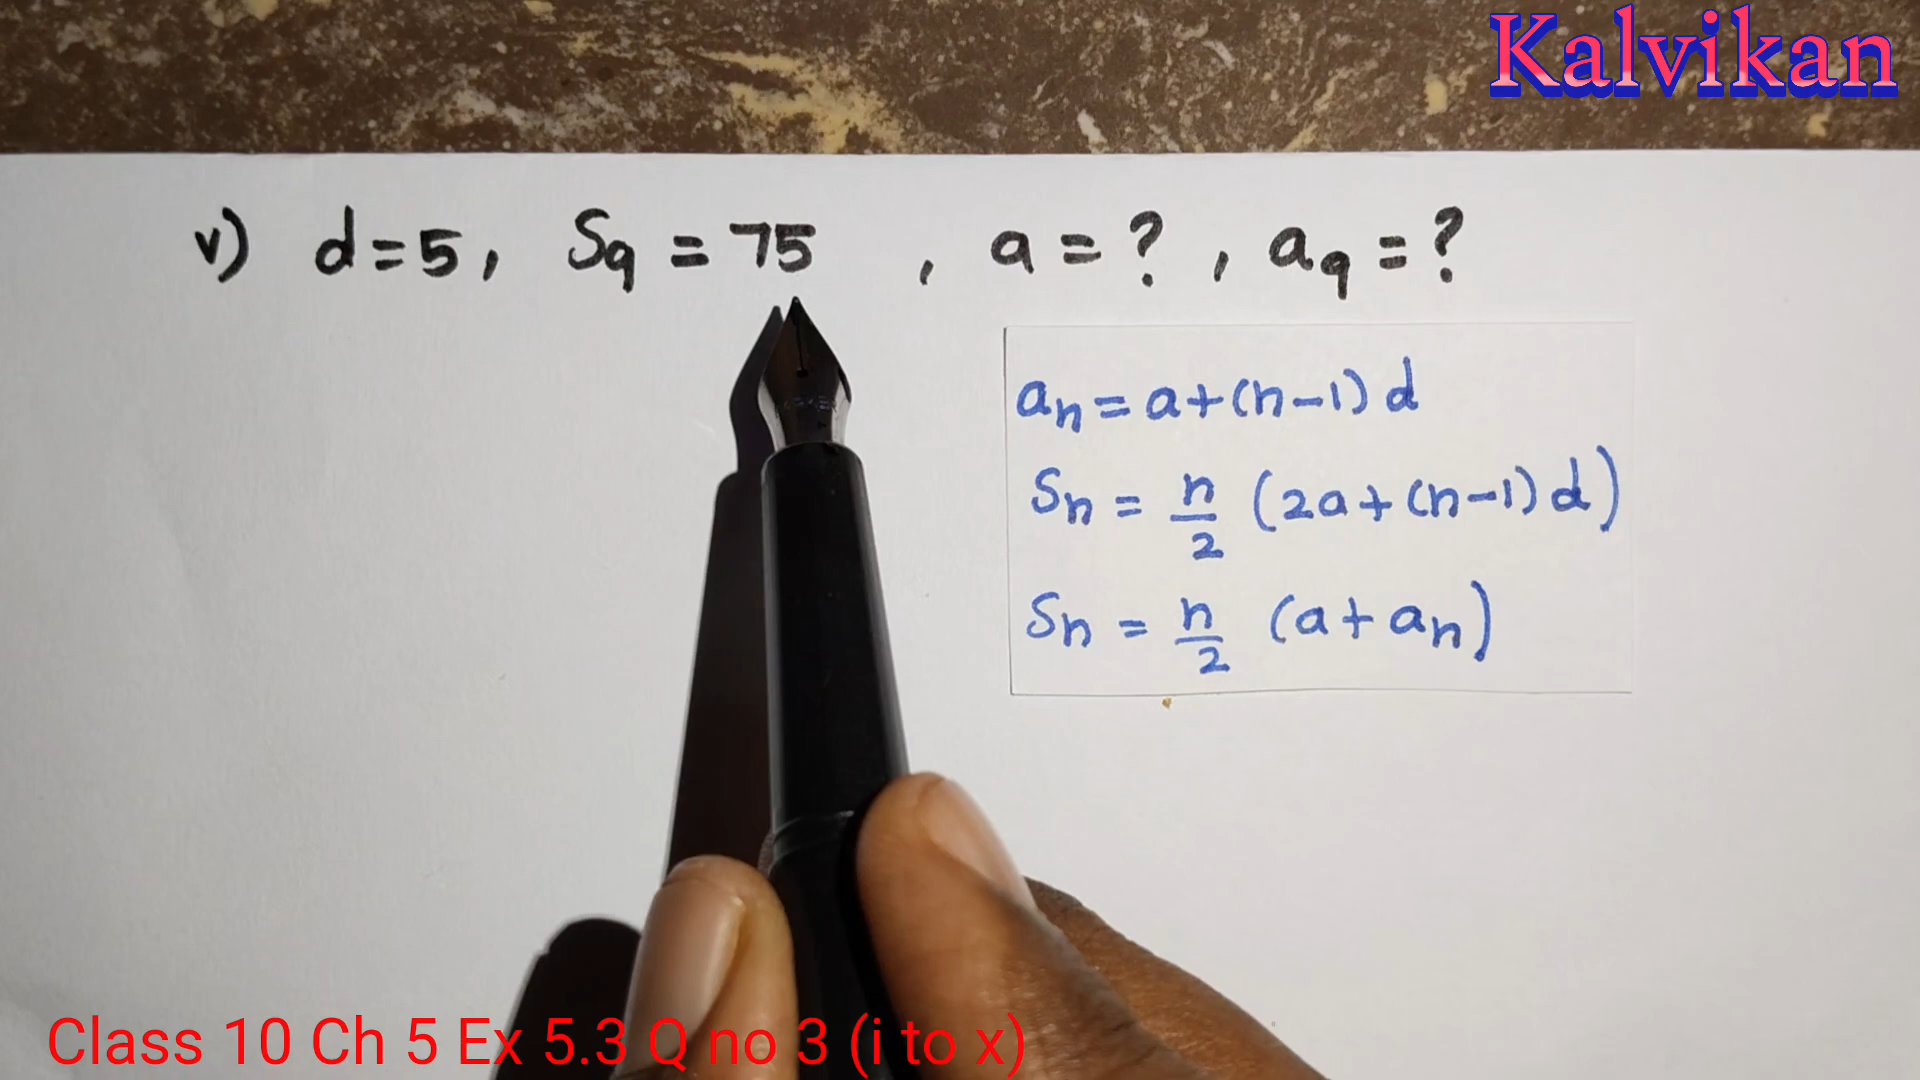 Kalvikan
v) d=5, S₉ = 75 , a = ? , a₉ = ?
aₙ = a+(n-1) d
Sₙ = n/2 (2a+(n-1) d)
Sₙ = n/2 (a + aₙ)
Class 10 Ch 5 Ex 5.3 Q no 3 (i to x)